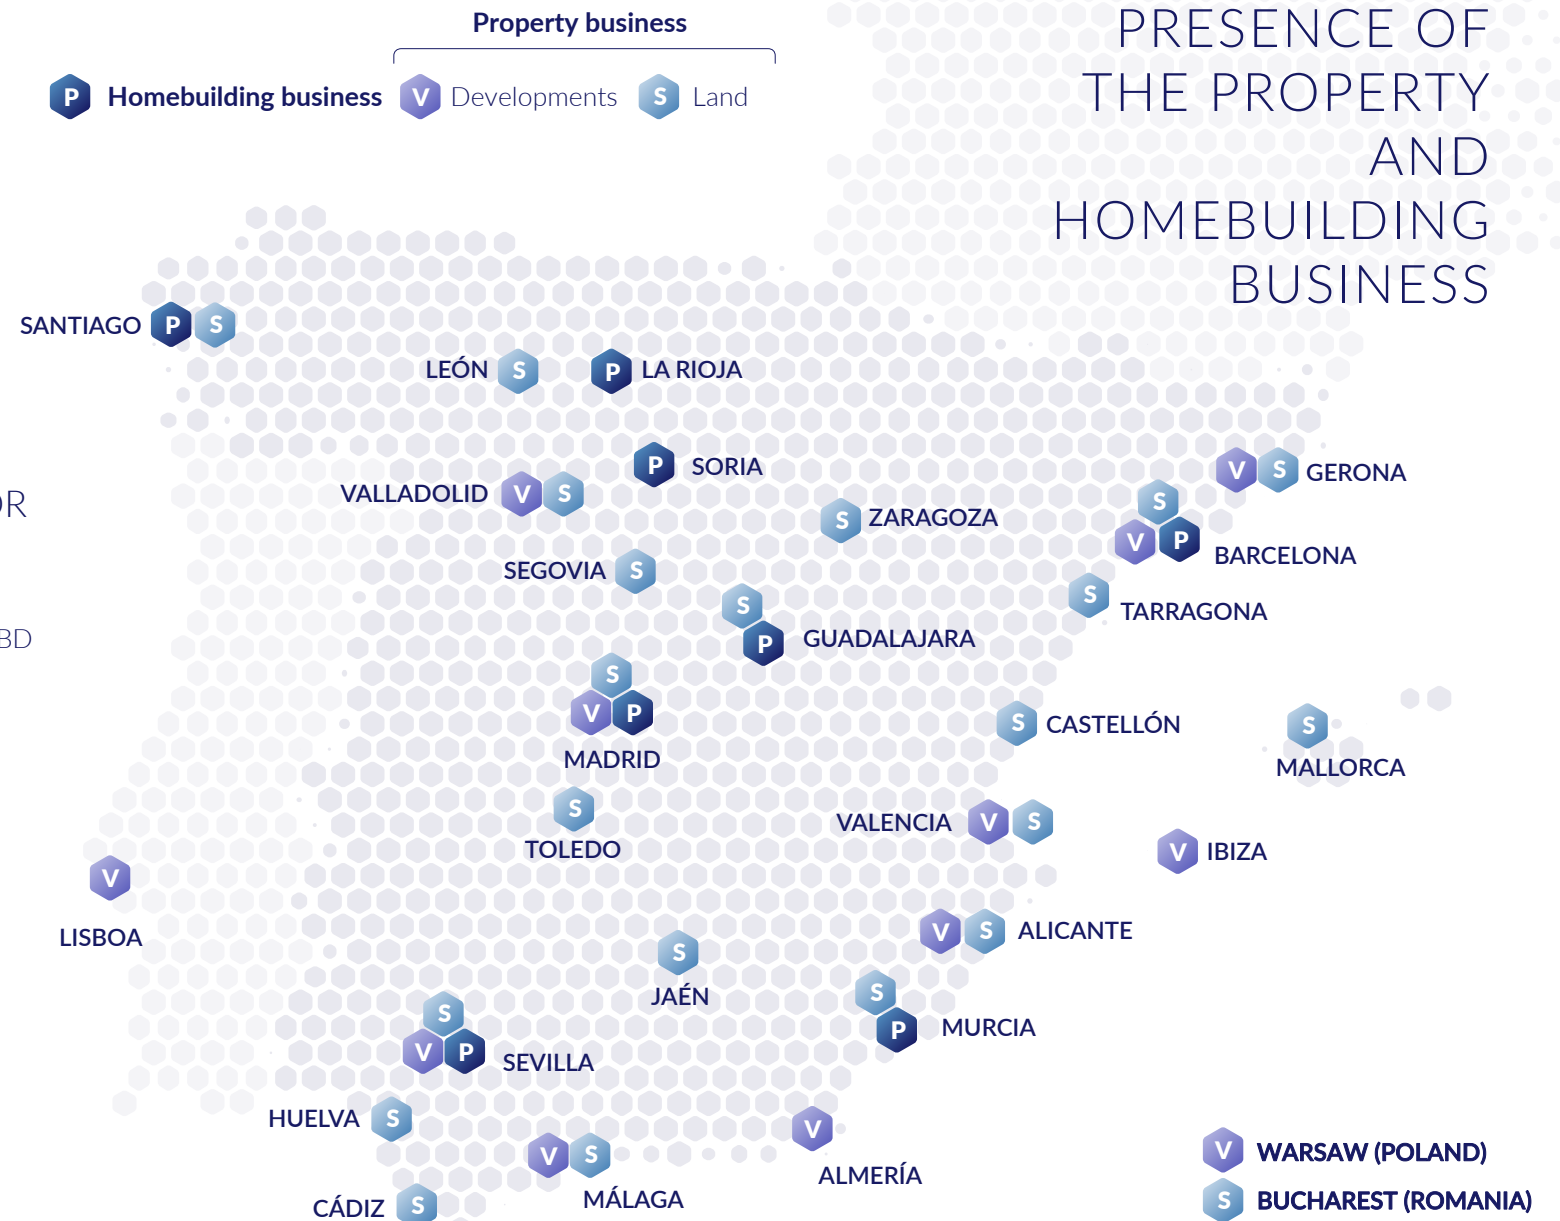 Property business
P Homebuilding business V Developments S Land
PRESENCE OF
THE PROPERTY
AND
HOMEBUILDING
BUSINESS
SANTIAGO P S
LEÓN S
P LA RIOJA
P SORIA
VALLADOLID V S
OR
S ZARAGOZA
V S GERONA
S
V P BARCELONA
SEGOVIA S
S TARRAGONA
S
P GUADALAJARA
BD
S
V P
MADRID
S CASTELLÓN
S
MALLORCA
S
TOLEDO
VALENCIA V S
V IBIZA
V
LISBOA
V S ALICANTE
S
JAÉN
S
P MURCIA
S
V P SEVILLA
HUELVA S
V S
MÁLAGA
V
ALMERÍA
CÁDIZ S
V WARSAW (POLAND)
S BUCHAREST (ROMANIA)